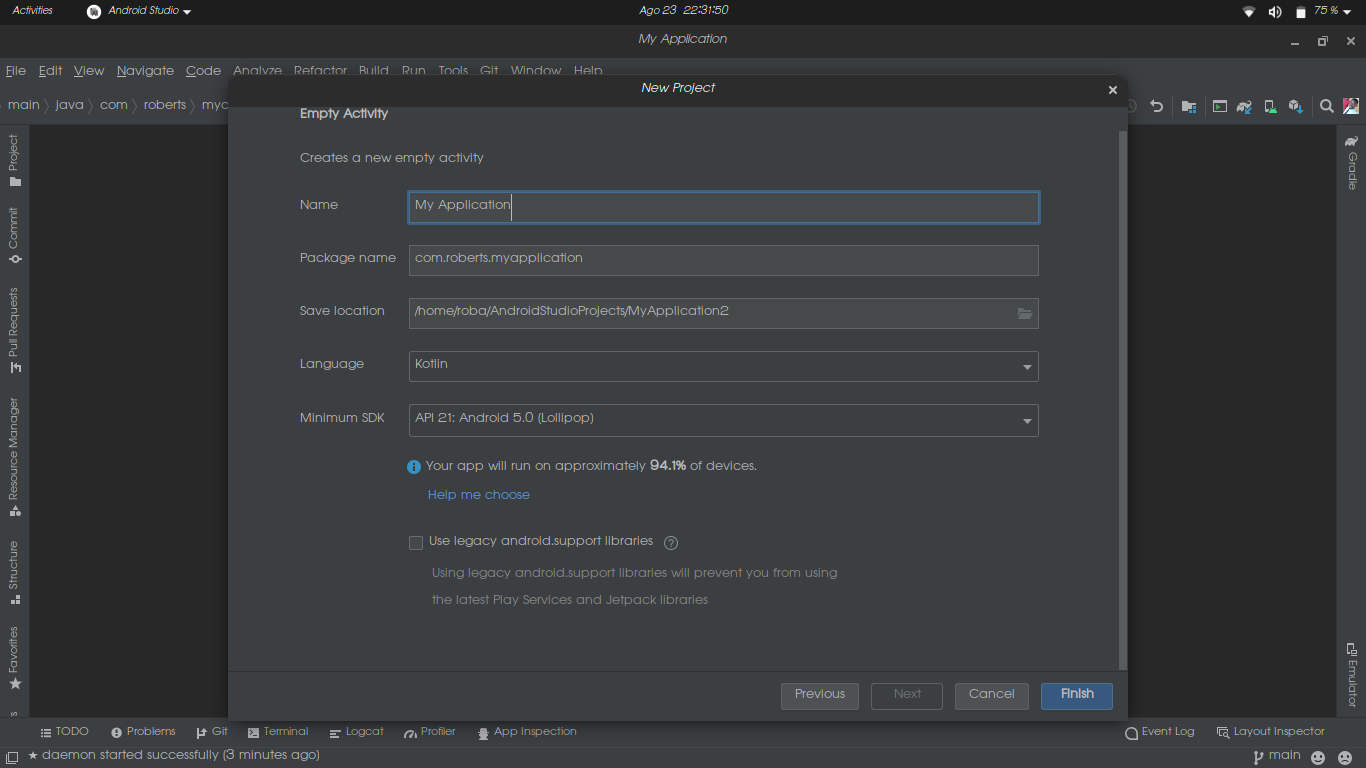 Activities Android Studio Ago 23 22:31:50 75 %
My Application
File Edit View Navigate Code Analyze Refactor Build Run Tools Git Window Help
New Project
main java com roberts
Empty Activity
Creates a new empty activity
Name My Application
Package name com.roberts.myapplication
Save location /home/roba/AndroidStudioProjects/MyApplication2
Language Kotlin
Minimum SDK API 21: Android 5.0 (Lollipop)
Your app will run on approximately 94.1% of devices.
Help me choose
Use legacy android.support libraries ?
Using legacy android.support libraries will prevent you from using
the latest Play Services and Jetpack libraries
Previous Next Cancel Finish
Project
Commit
Pull Requests
Resource Manager
Structure
Favorites
Gradle
Emulator
TODO Problems Git Terminal Logcat Profiler App Inspection Event Log Layout Inspector
daemon started successfully (3 minutes ago) main